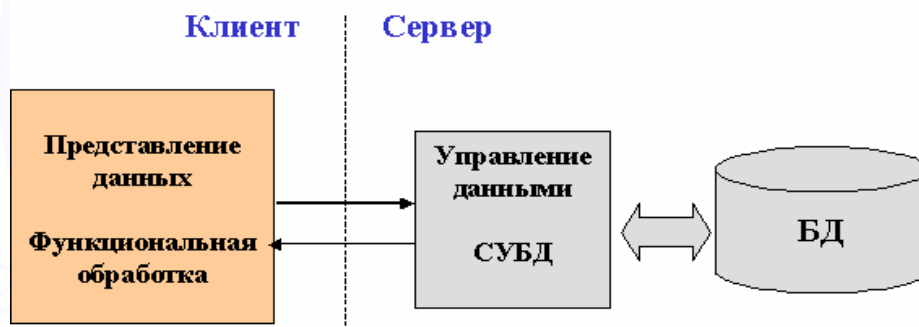 Клиент
Сервер
Представление
данных
Функциональная
обработка
Управление
данными
СУБД
БД